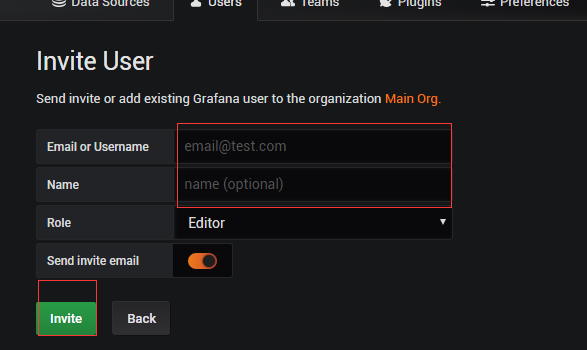 Data Sources Users Teams Plugins Preferences
Invite User
Send invite or add existing Grafana user to the organization Main Org.
Email or Username email@test.com
Name name (optional)
Role Editor
Send invite email
Invite Back